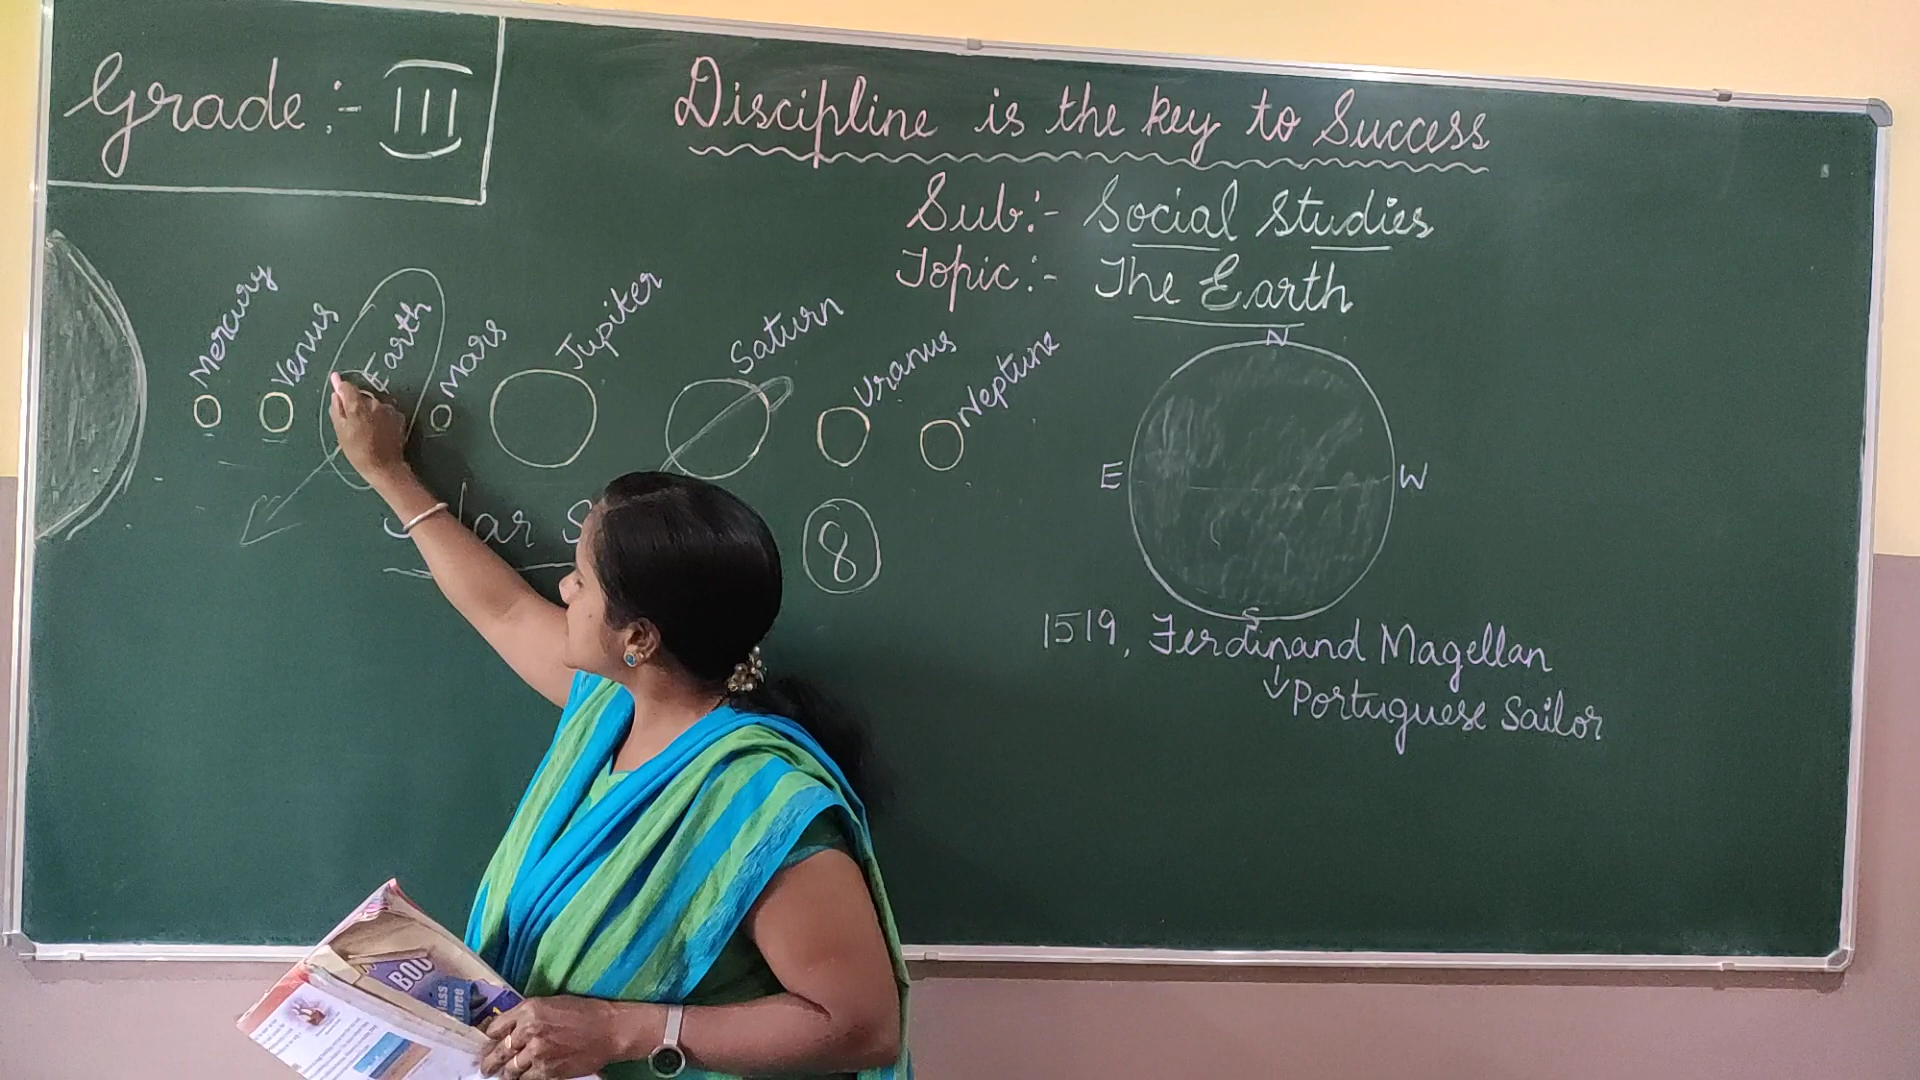 Grade:- III
Discipline is the key to Success
Sub:- Social Studies
Topic:- The Earth
Mercury
Venus
Earth
Mars
Jupiter
Saturn
Uranus
Neptune
N
E
W
S
8
1519, Ferdinand Magellan
Portuguese Sailor